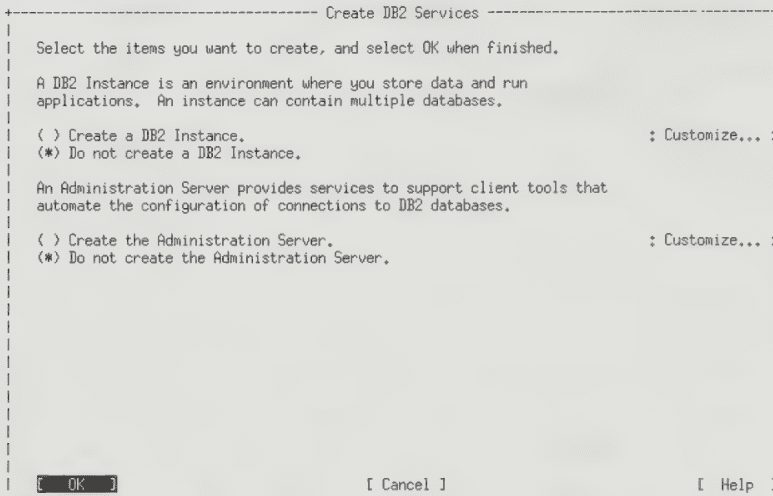 Create DB2 Services
Select the items you want to create, and select OK when finished.
A DB2 Instance is an environment where you store data and run
applications. An instance can contain multiple databases.
( ) Create a DB2 Instance. : Customize... :
(*) Do not create a DB2 Instance.
An Administration Server provides services to support client tools that
automate the configuration of connections to DB2 databases.
( ) Create the Administration Server. : Customize... :
(*) Do not create the Administration Server.
[ OK ] [ Cancel ] [ Help ]